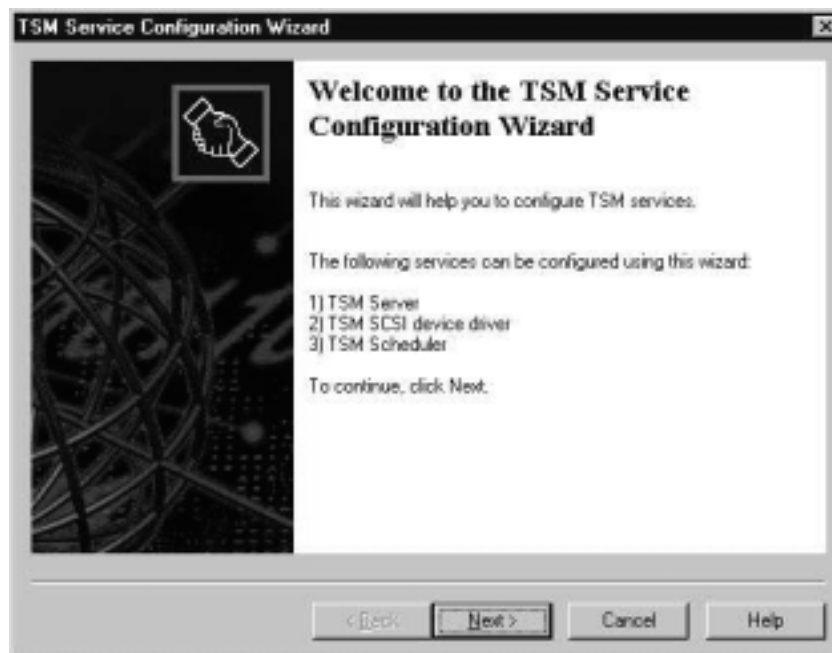 TSM Service Configuration Wizard
Welcome to the TSM Service
Configuration Wizard
This wizard will help you to configure TSM services.
The following services can be configured using this wizard:
1) TSM Server
2) TSM SCSI device driver
3) TSM Scheduler
To continue, click Next.
< Back
Next >
Cancel
Help